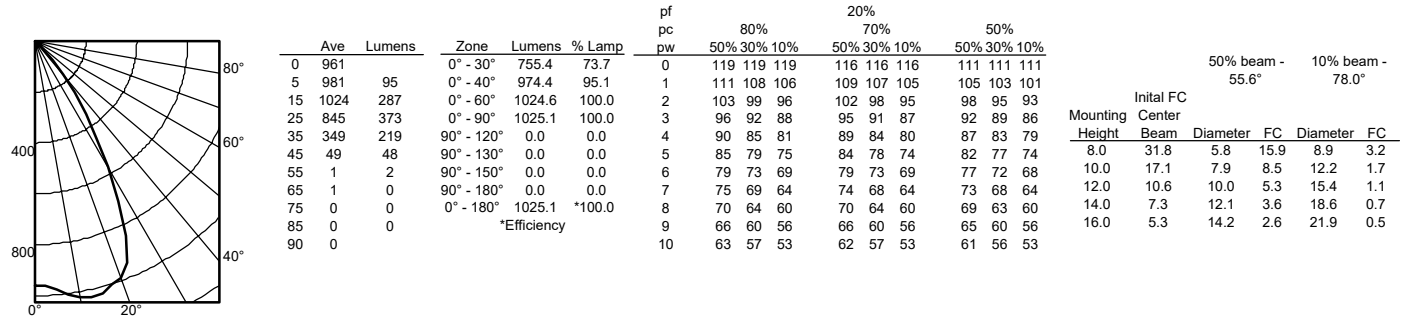 80°
60°
40°
20°
0°
400
800
Ave Lumens
0 961
5 981 95
15 1024 287
25 845 373
35 349 219
45 49 48
55 1 2
65 1 0
75 0 0
85 0 0
90 0
Zone Lumens % Lamp
0° - 30° 755.4 73.7
0° - 40° 974.4 95.1
0° - 60° 1024.6 100.0
0° - 90° 1025.1 100.0
90° - 120° 0.0 0.0
90° - 130° 0.0 0.0
90° - 150° 0.0 0.0
90° - 180° 0.0 0.0
0° - 180° 1025.1 *100.0
*Efficiency
pf 20%
pc 80% 70% 50%
pw 50% 30% 10% 50% 30% 10% 50% 30% 10%
0 119 119 119 116 116 116 111 111 111
1 111 108 106 109 107 105 105 103 101
2 103 99 96 102 98 95 98 95 93
3 96 92 88 95 91 87 92 89 86
4 90 85 81 89 84 80 87 83 79
5 85 79 75 84 78 74 82 77 74
6 79 73 69 79 73 69 77 72 68
7 75 69 64 74 68 64 73 68 64
8 70 64 60 70 64 60 69 63 60
9 66 60 56 66 60 56 65 60 56
10 63 57 53 62 57 53 61 56 53
50% beam - 10% beam -
55.6° 78.0°
Inital FC
Mounting Center
Height Beam Diameter FC Diameter FC
8.0 31.8 5.8 15.9 8.9 3.2
10.0 17.1 7.9 8.5 12.2 1.7
12.0 10.6 10.0 5.3 15.4 1.1
14.0 7.3 12.1 3.6 18.6 0.7
16.0 5.3 14.2 2.6 21.9 0.5